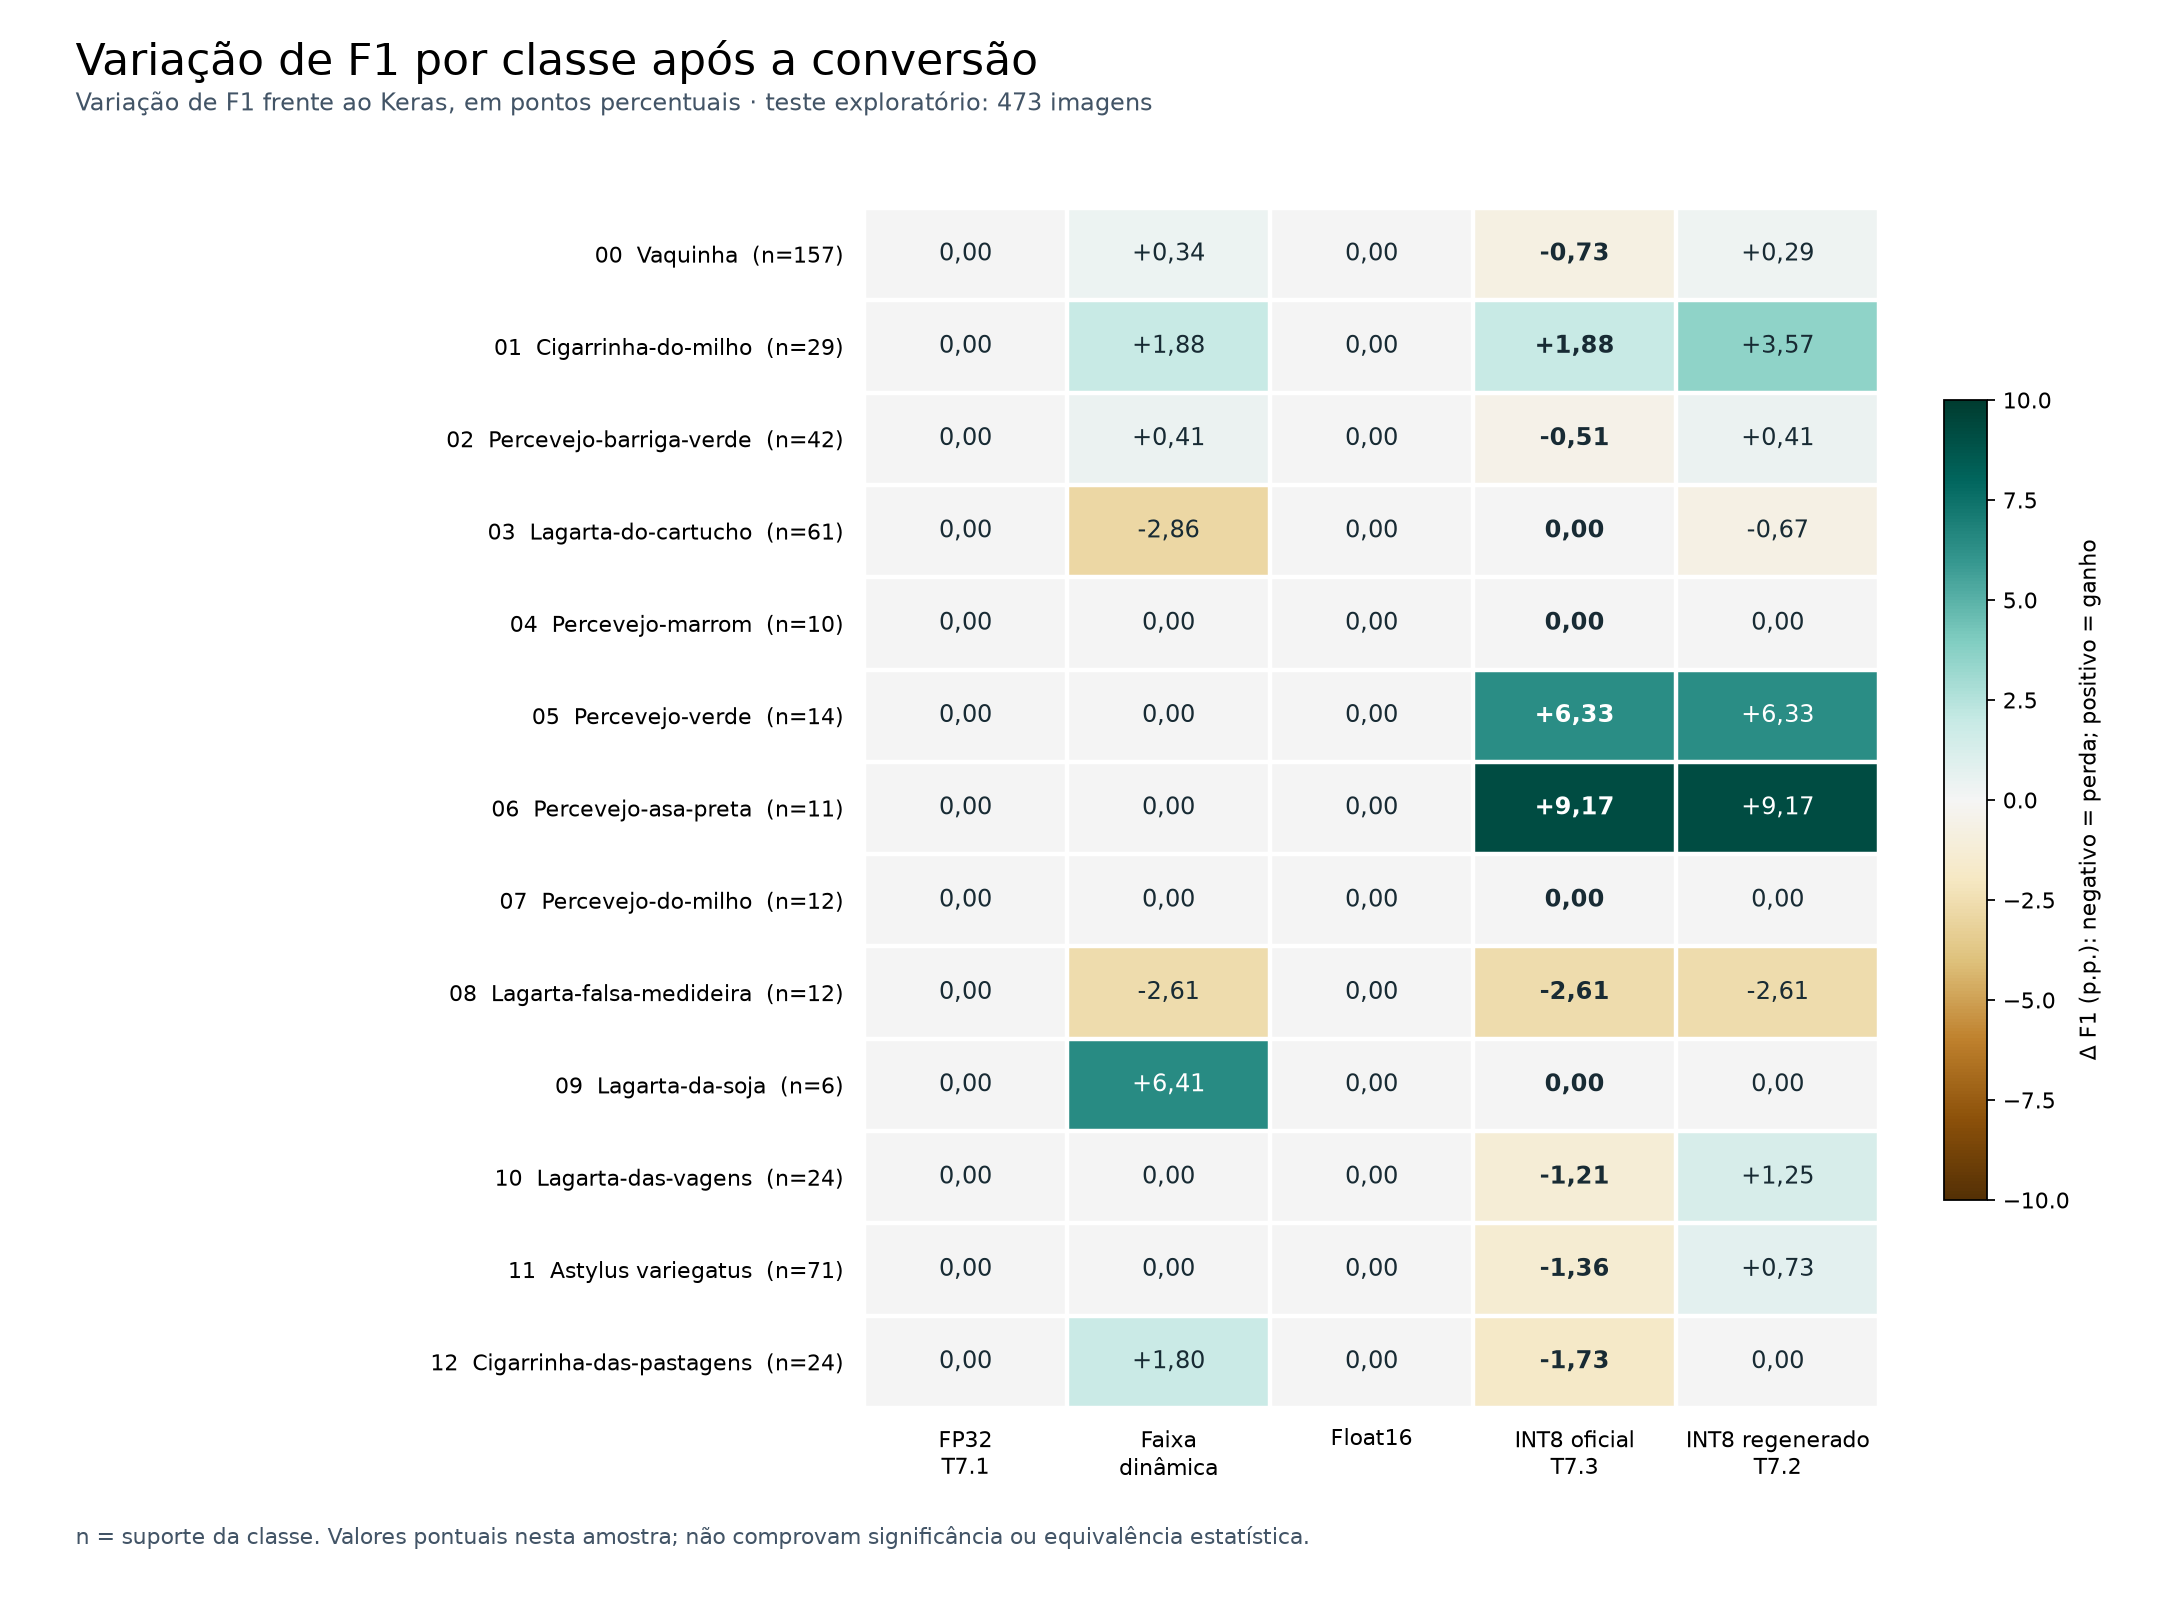 Variação de F1 por classe após a conversão
Variação de F1 frente ao Keras, em pontos percentuais · teste exploratório: 473 imagens
00 Vaquinha (n=157) 0,00 +0,34 0,00 -0,73 +0,29
01 Cigarrinha-do-milho (n=29) 0,00 +1,88 0,00 +1,88 +3,57
02 Percevejo-barriga-verde (n=42) 0,00 +0,41 0,00 -0,51 +0,41
03 Lagarta-do-cartucho (n=61) 0,00 -2,86 0,00 0,00 -0,67
04 Percevejo-marrom (n=10) 0,00 0,00 0,00 0,00 0,00
05 Percevejo-verde (n=14) 0,00 0,00 0,00 +6,33 +6,33
06 Percevejo-asa-preta (n=11) 0,00 0,00 0,00 +9,17 +9,17
07 Percevejo-do-milho (n=12) 0,00 0,00 0,00 0,00 0,00
08 Lagarta-falsa-medideira (n=12) 0,00 -2,61 0,00 -2,61 -2,61
09 Lagarta-da-soja (n=6) 0,00 +6,41 0,00 0,00 0,00
10 Lagarta-das-vagens (n=24) 0,00 0,00 0,00 -1,21 +1,25
11 Astylus variegatus (n=71) 0,00 0,00 0,00 -1,36 +0,73
12 Cigarrinha-das-pastagens (n=24) 0,00 +1,80 0,00 -1,73 0,00
FP32 Faixa Float16 INT8 oficial INT8 regenerado
T7.1 dinâmica T7.3 T7.2
10.0
7.5
5.0
2.5
0.0
−2.5
−5.0
−7.5
−10.0
Δ F1 (p.p.): negativo = perda; positivo = ganho
n = suporte da classe. Valores pontuais nesta amostra; não comprovam significância ou equivalência estatística.